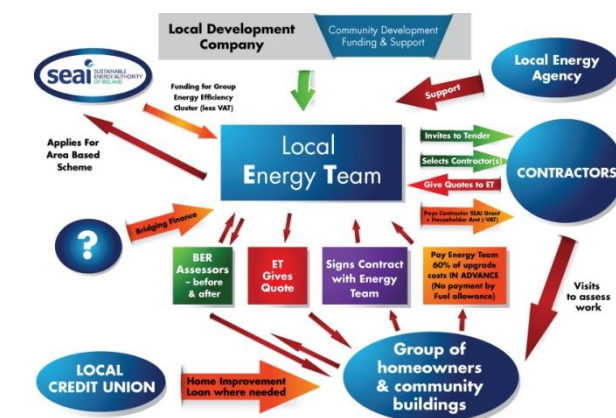 Local Development
Company
Community Development
Funding & Support
seai
SUSTAINABLE
ENERGY AUTHORITY
OF IRELAND
Funding for Group
Energy Efficiency
Cluster (less VAT)
Support
Local Energy
Agency
Applies For
Area Based
Scheme
Local
Energy Team
Invites to Tender
Selects Contractor(s)
Give Quotes to ET
Pays Contractor SEAI Grant
+ Householder Amt (-VAT)
CONTRACTORS
?
Bridging Finance
BER
Assessors
– before
& after
ET
Gives
Quote
Signs Contract
with Energy
Team
Pay Energy Team
60% of upgrade
costs IN ADVANCE
(No payment by
Fuel allowance)
Visits
to assess
work
LOCAL
CREDIT UNION
Home Improvement
Loan where needed
Group of
homeowners
& community
buildings